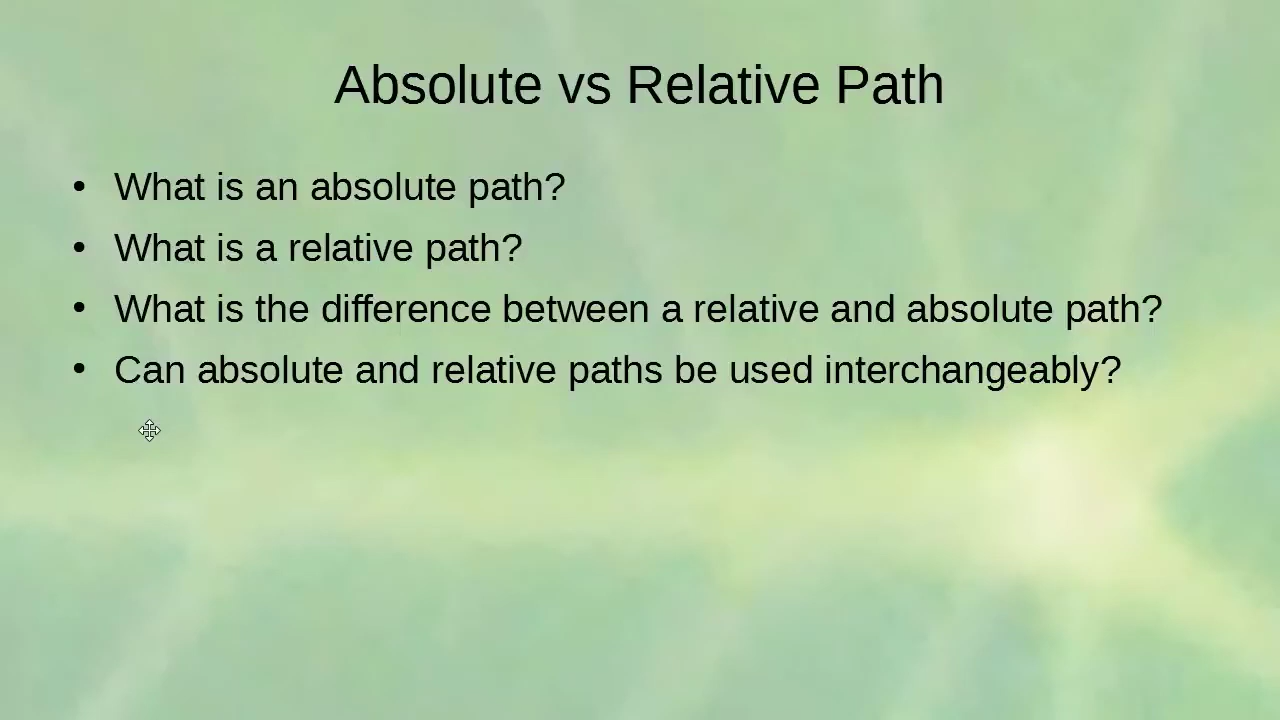 Absolute vs Relative Path
• What is an absolute path?
• What is a relative path?
• What is the difference between a relative and absolute path?
• Can absolute and relative paths be used interchangeably?